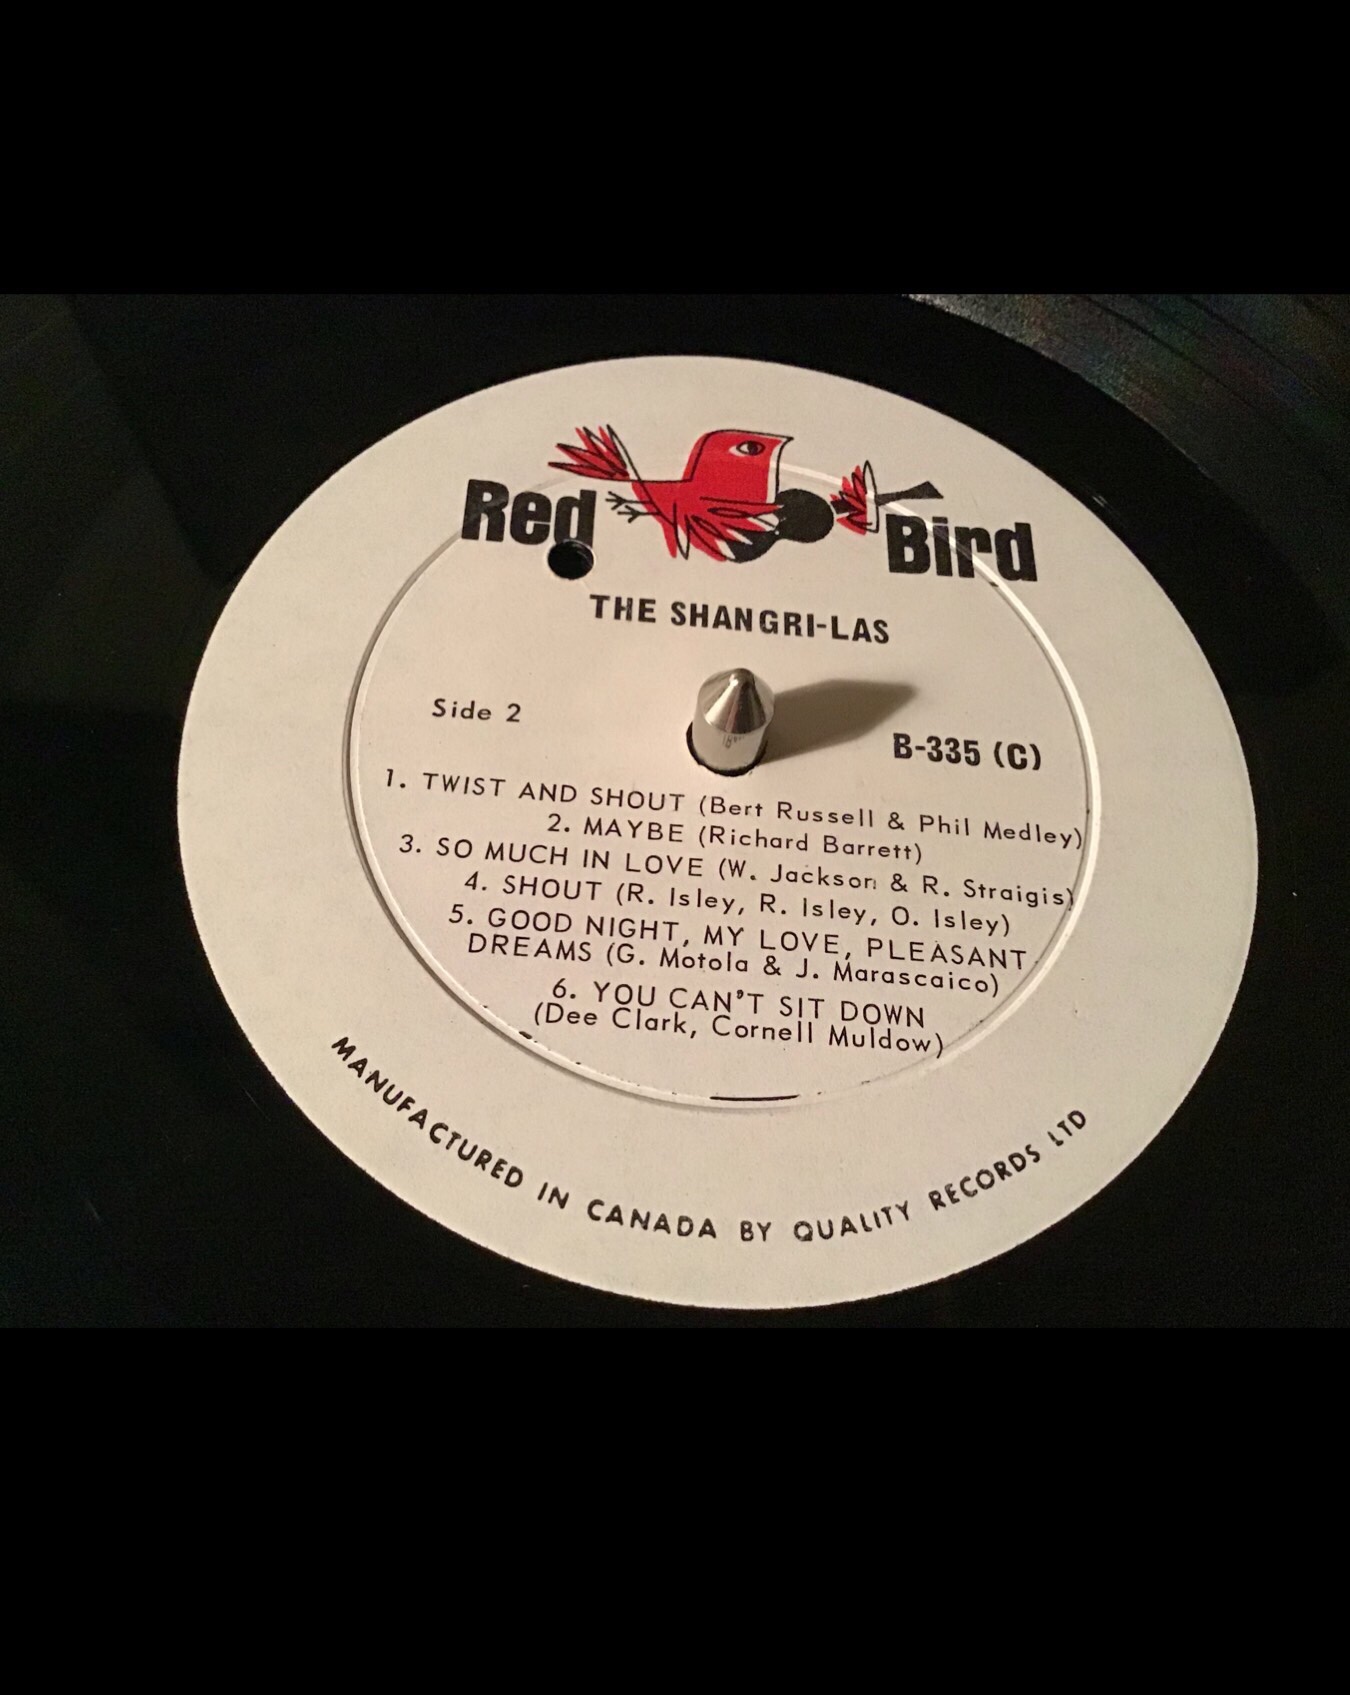 Red Bird
THE SHANGRI-LAS
Side 2
B-335 (C)
1. TWIST AND SHOUT (Bert Russell & Phil Medley)
2. MAYBE (Richard Barrett)
3. SO MUCH IN LOVE (W. Jackson & R. Straigis)
4. SHOUT (R. Isley, R. Isley, O. Isley)
5. GOOD NIGHT, MY LOVE, PLEASANT
DREAMS (G. Motola & J. Marascaico)
6. YOU CAN'T SIT DOWN
(Dee Clark, Cornell Muldow)
MANUFACTURED IN CANADA BY QUALITY RECORDS LTD